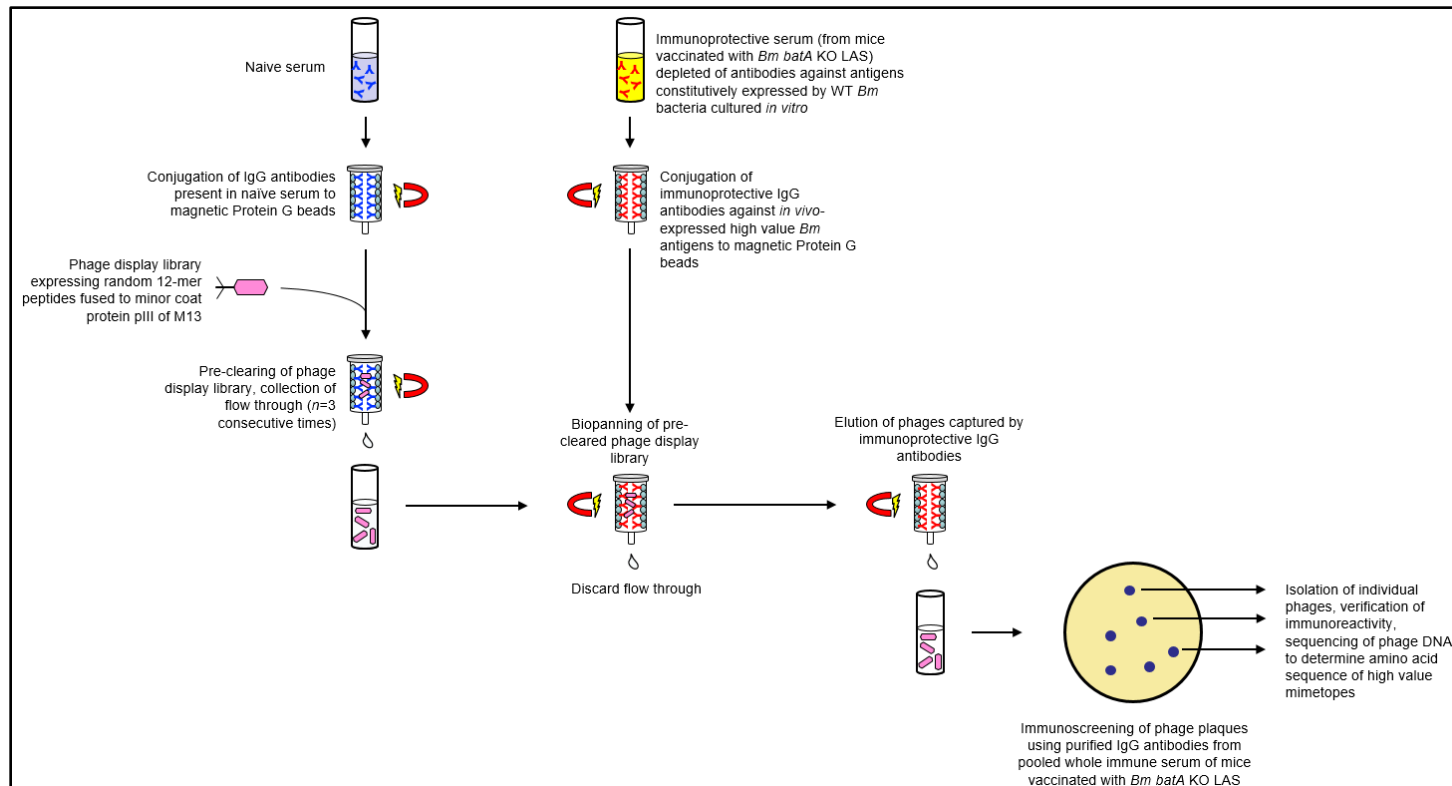 Naive serum
Immunoprotective serum (from mice
vaccinated with Bm batA KO LAS)
depleted of antibodies against antigens
constitutively expressed by WT Bm
bacteria cultured in vitro
Conjugation of IgG antibodies
present in naïve serum to
magnetic Protein G beads
Conjugation of
immunoprotective IgG
antibodies against in vivo-
expressed high value Bm
antigens to magnetic Protein G
beads
Phage display library
expressing random 12-mer
peptides fused to minor coat
protein pIII of M13
Pre-clearing of phage
display library, collection of
flow through (n=3
consecutive times)
Biopanning of pre-
cleared phage display
library
Discard flow through
Elution of phages captured by
immunoprotective IgG
antibodies
Isolation of individual
phages, verification of
immunoreactivity,
sequencing of phage DNA
to determine amino acid
sequence of high value
mimetopes
Immunoscreening of phage plaques
using purified IgG antibodies from
pooled whole immune serum of mice
vaccinated with Bm batA KO LAS